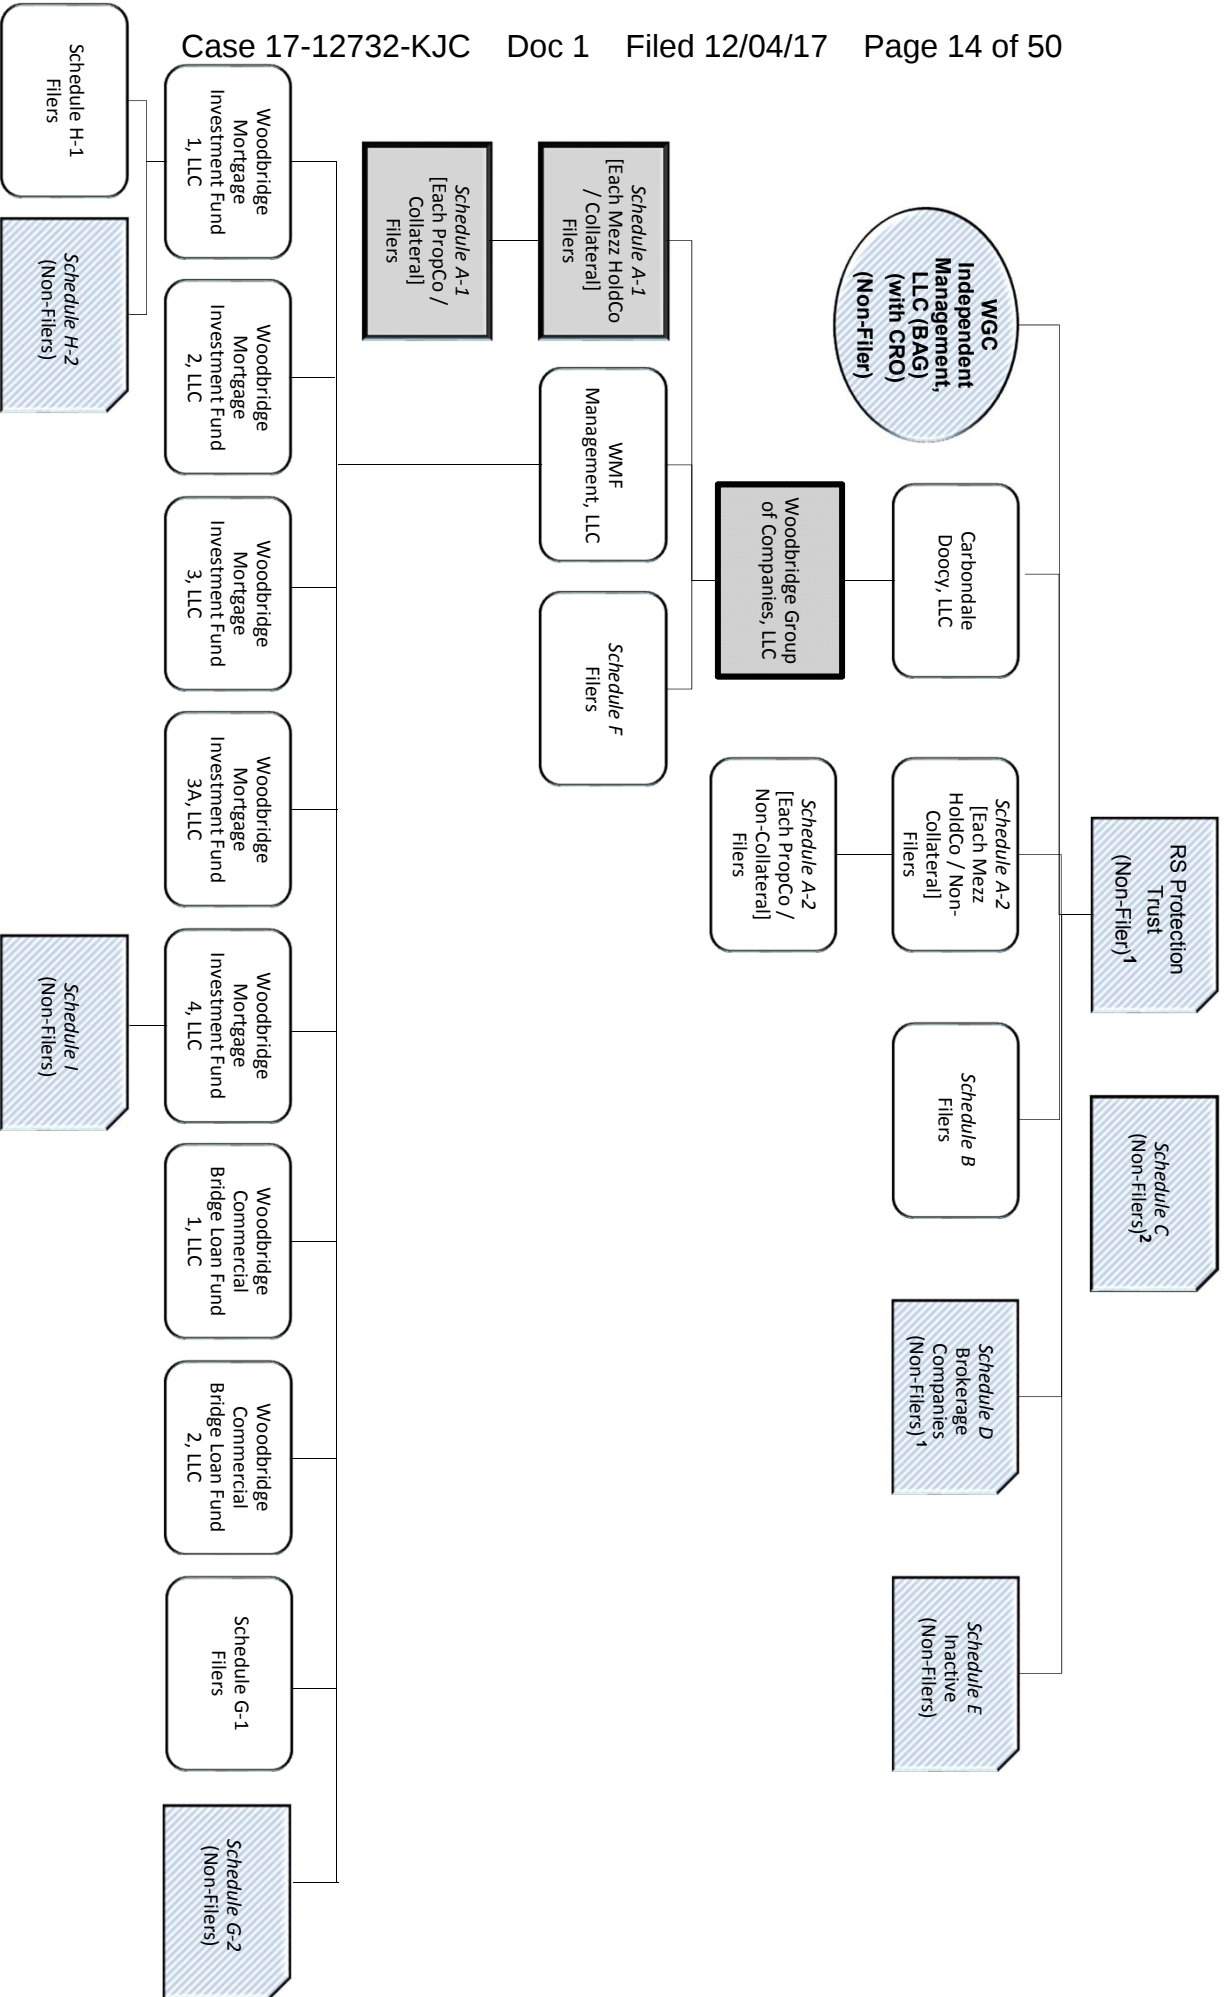 Case 17-12732-KJC Doc 1 Filed 12/04/17 Page 14 of 50
RS Protection
Trust
(Non-Filer)1
Schedule C
(Non-Filers)2
WGC
Independent
Management,
LLC (BAG)
(with CRO)
(Non-Filer)
Carbondale
Doocy, LLC
Schedule A-2
[Each Mezz
HoldCo / Non-
Collateral]
Filers
Schedule B
Filers
Schedule D
Brokerage
Companies
(Non-Filers) 1
Schedule E
Inactive
(Non-Filers)
Woodbridge Group
of Companies, LLC
Schedule A-2
[Each PropCo /
Non-Collateral]
Filers
Schedule A-1
[Each Mezz HoldCo
/ Collateral]
Filers
WMF
Management, LLC
Schedule F
Filers
Schedule A-1
[Each PropCo /
Collateral]
Filers
Woodbridge
Mortgage
Investment Fund
1, LLC
Woodbridge
Mortgage
Investment Fund
2, LLC
Woodbridge
Mortgage
Investment Fund
3, LLC
Woodbridge
Mortgage
Investment Fund
3A, LLC
Woodbridge
Mortgage
Investment Fund
4, LLC
Woodbridge
Commercial
Bridge Loan Fund
1, LLC
Woodbridge
Commercial
Bridge Loan Fund
2, LLC
Schedule G-1
Filers
Schedule G-2
(Non-Filers)
Schedule H-1
Filers
Schedule H-2
(Non-Filers)
Schedule I
(Non-Filers)